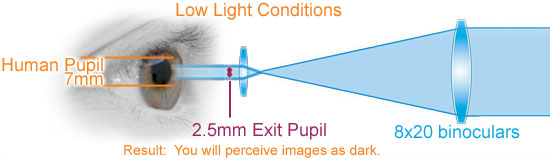 Low Light Conditions
Human Pupil
7mm
2.5mm Exit Pupil
8x20 binoculars
Result: You will perceive images as dark.